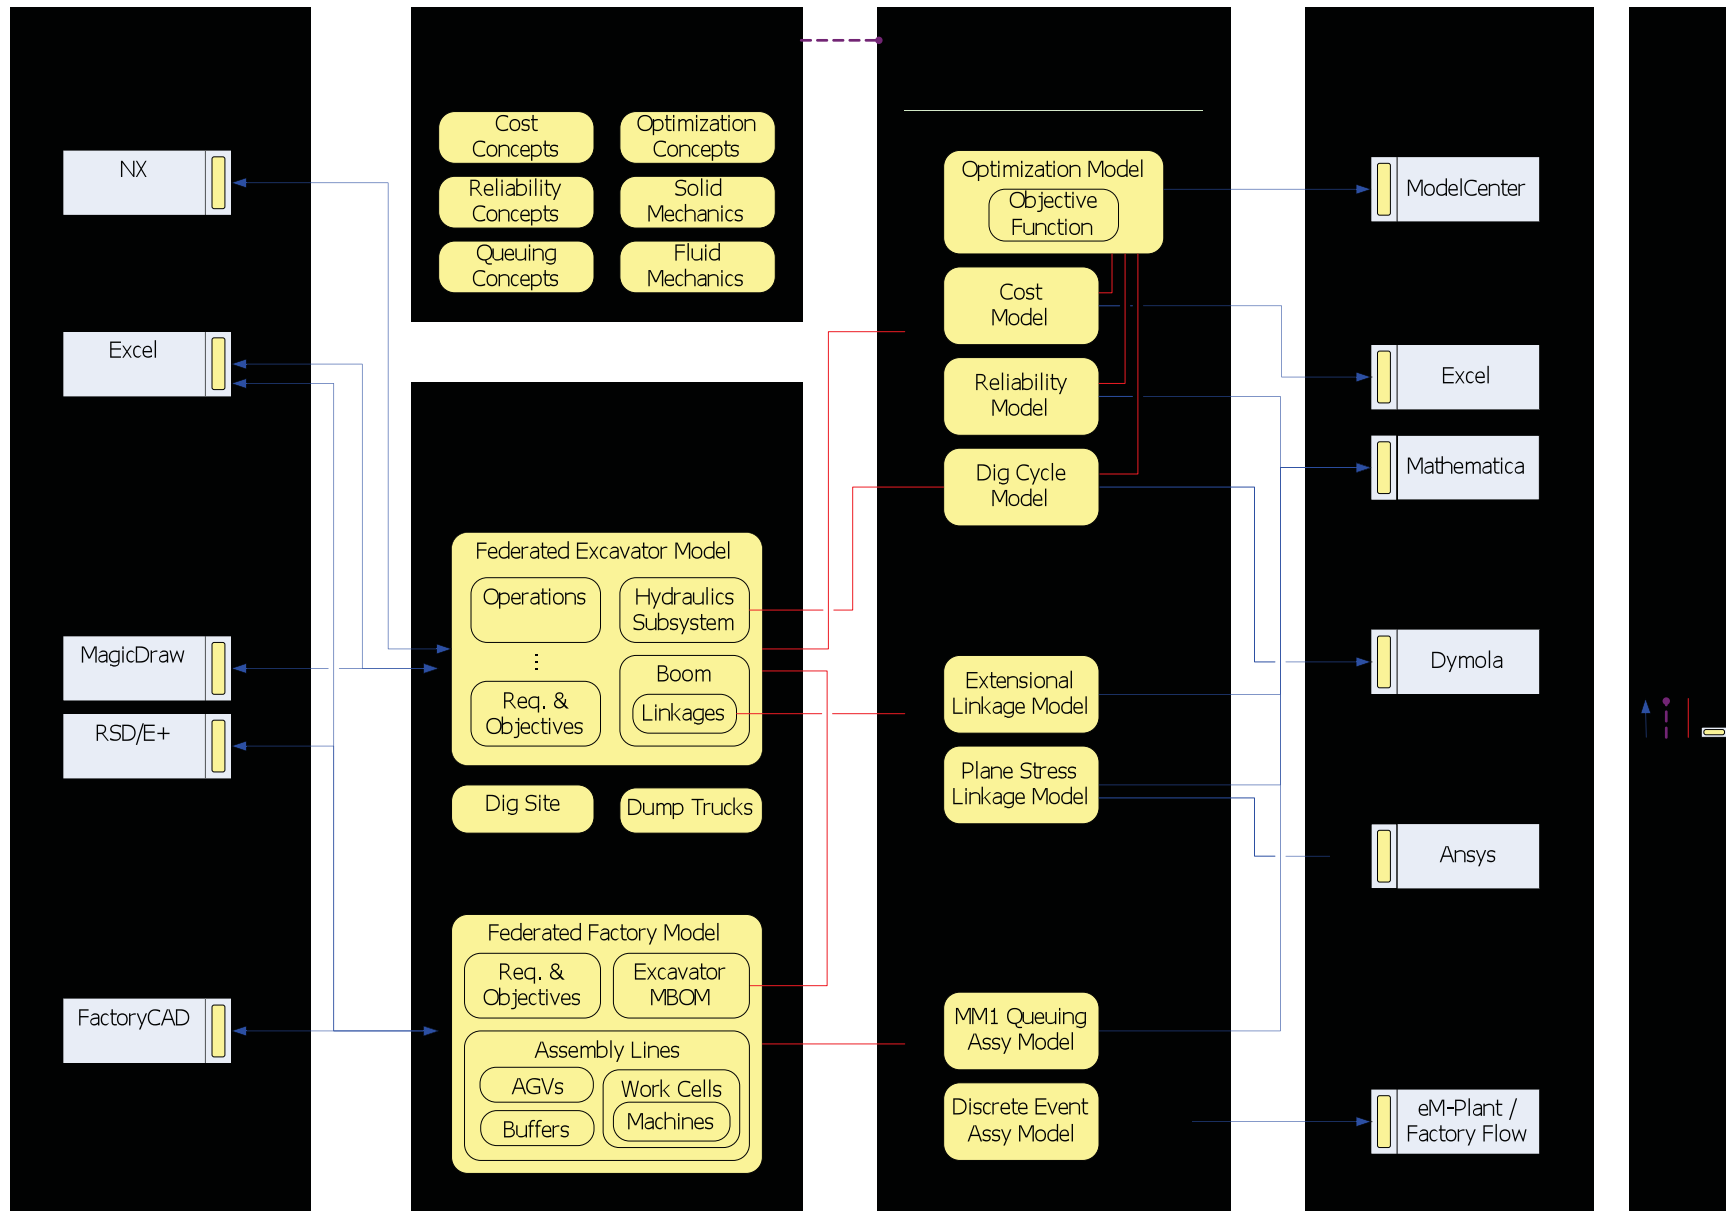 NX
Excel
MagicDraw
RSD/E+
FactoryCAD
Cost
Concepts
Optimization
Concepts
Reliability
Concepts
Solid
Mechanics
Queuing
Concepts
Fluid
Mechanics
Federated Excavator Model
Operations
Hydraulics
Subsystem
⋮
Req. &
Objectives
Boom
Linkages
Dig Site
Dump Trucks
Federated Factory Model
Req. &
Objectives
Excavator
MBOM
Assembly Lines
AGVs
Buffers
Work Cells
Machines
Optimization Model
Objective
Function
Cost
Model
Reliability
Model
Dig Cycle
Model
Extensional
Linkage Model
Plane Stress
Linkage Model
MM1 Queuing
Assy Model
Discrete Event
Assy Model
ModelCenter
Excel
Mathematica
Dymola
Ansys
eM-Plant /
Factory Flow